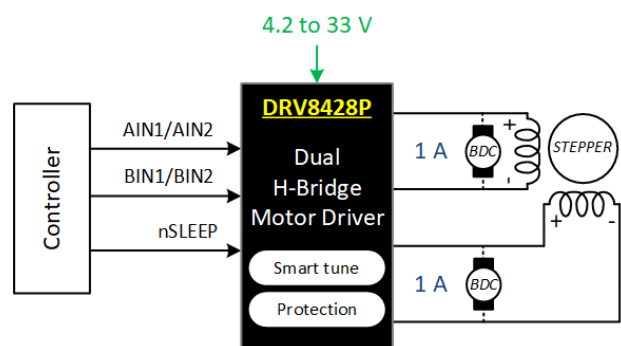 4.2 to 33 V
Controller
AIN1/AIN2
BIN1/BIN2
nSLEEP
DRV8428P
Dual
H-Bridge
Motor Driver
Smart tune
Protection
1 A
BDC
+
-
STEPPER
+
-
1 A
BDC